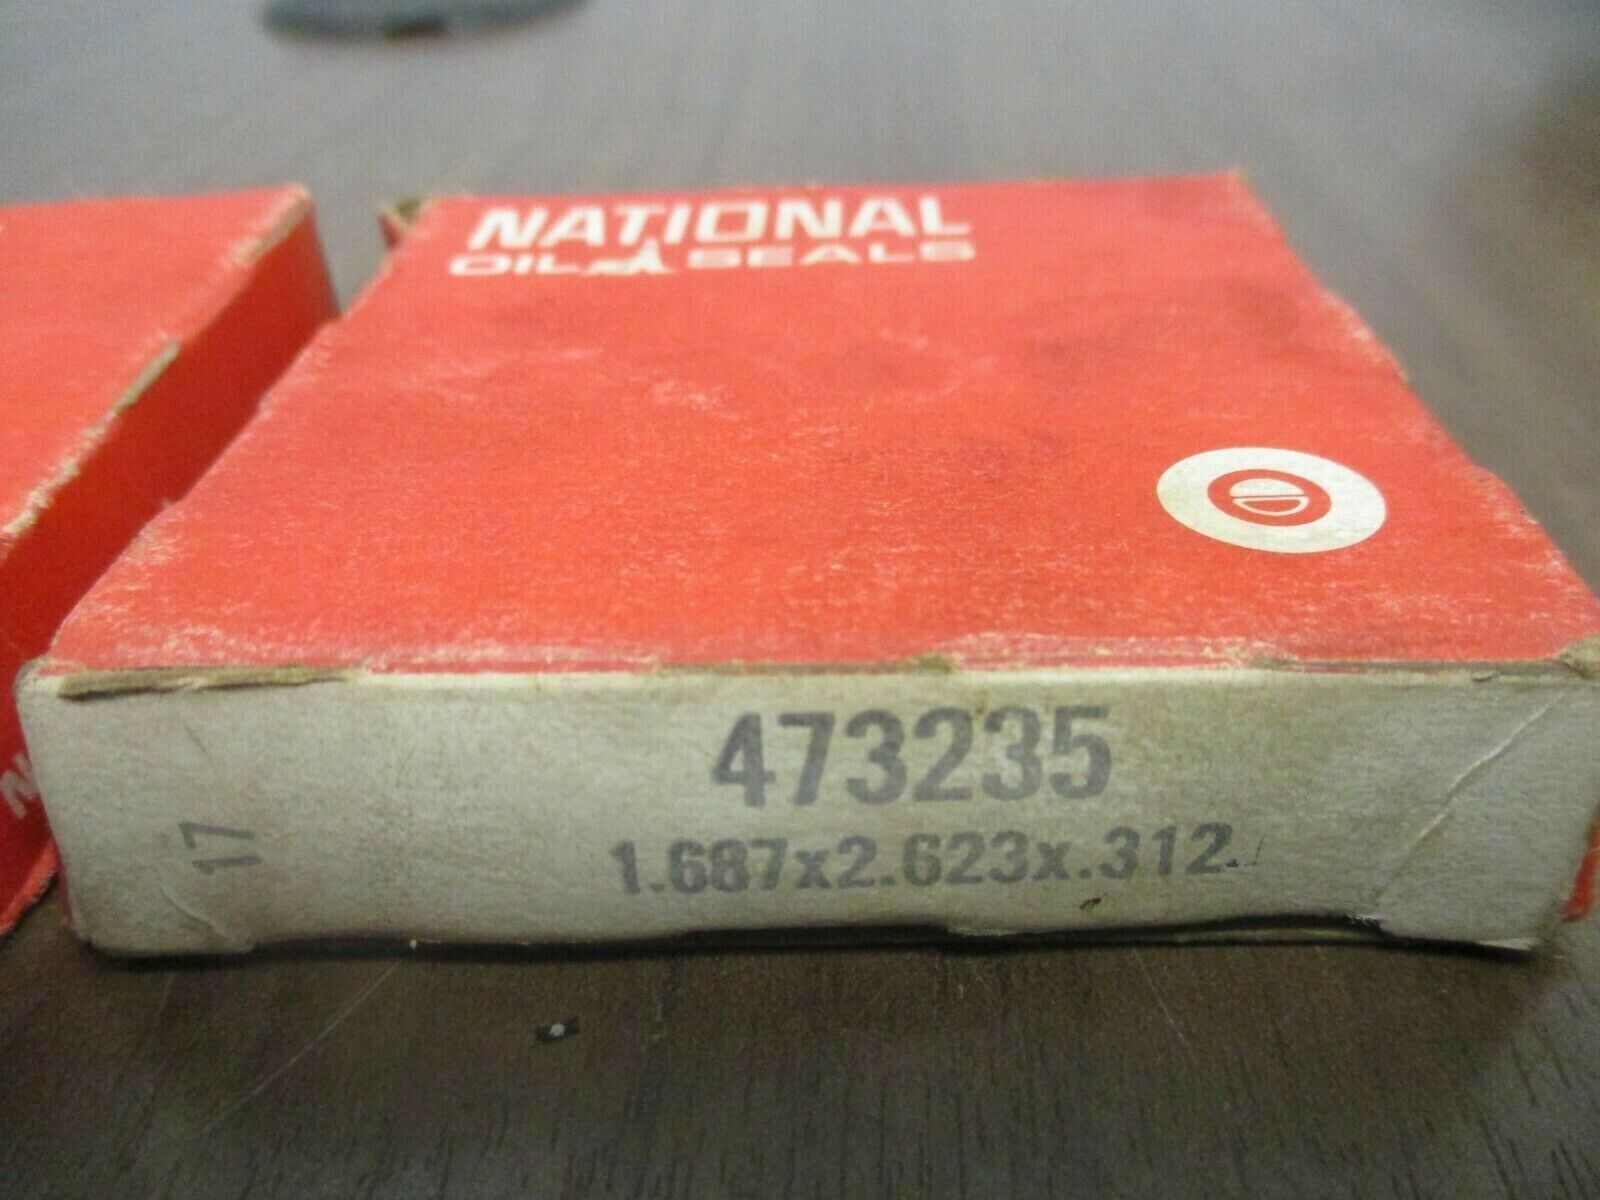 NATIONAL
OIL SEALS
473235
1.687x2.623x.312
17
N